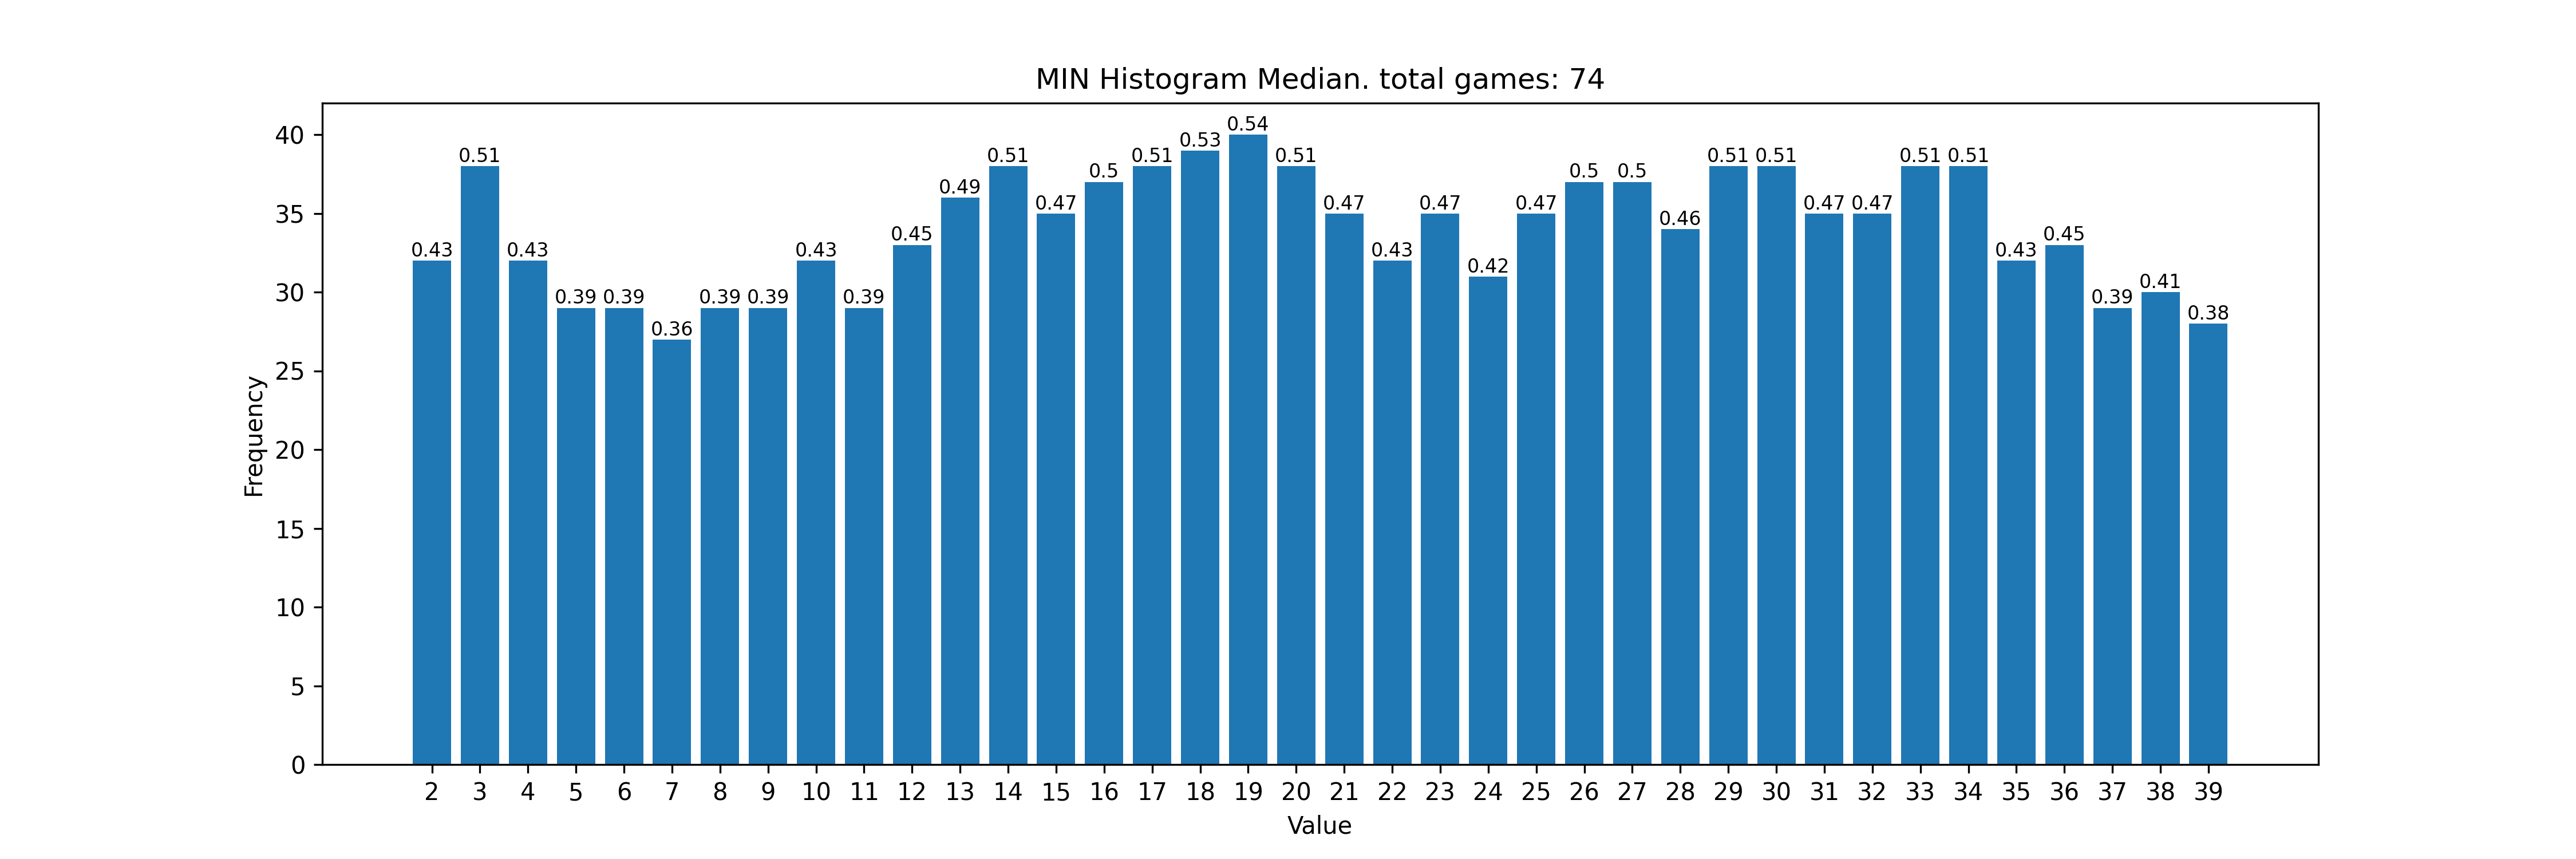 MIN Histogram Median. total games: 74
Frequency
40
35
30
25
20
15
10
5
0
0.43 0.51 0.43 0.39 0.39 0.36 0.39 0.39 0.43 0.39 0.45 0.49 0.51 0.47 0.5 0.51 0.53 0.54 0.51 0.47 0.43 0.47 0.42 0.47 0.5 0.5 0.46 0.51 0.51 0.47 0.47 0.51 0.51 0.43 0.45 0.39 0.41 0.38
2 3 4 5 6 7 8 9 10 11 12 13 14 15 16 17 18 19 20 21 22 23 24 25 26 27 28 29 30 31 32 33 34 35 36 37 38 39
Value